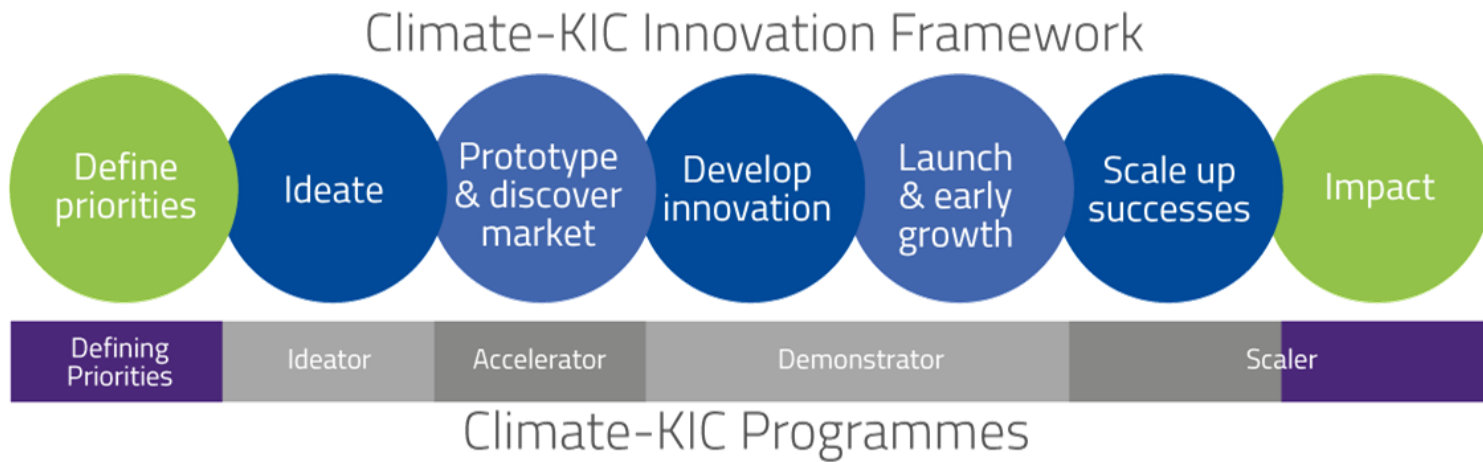 Climate-KIC Innovation Framework
Define
priorities
Ideate
Prototype
& discover
market
Develop
innovation
Launch
& early
growth
Scale up
successes
Impact
Defining
Priorities
Ideator
Accelerator
Demonstrator
Scaler
Climate-KIC Programmes